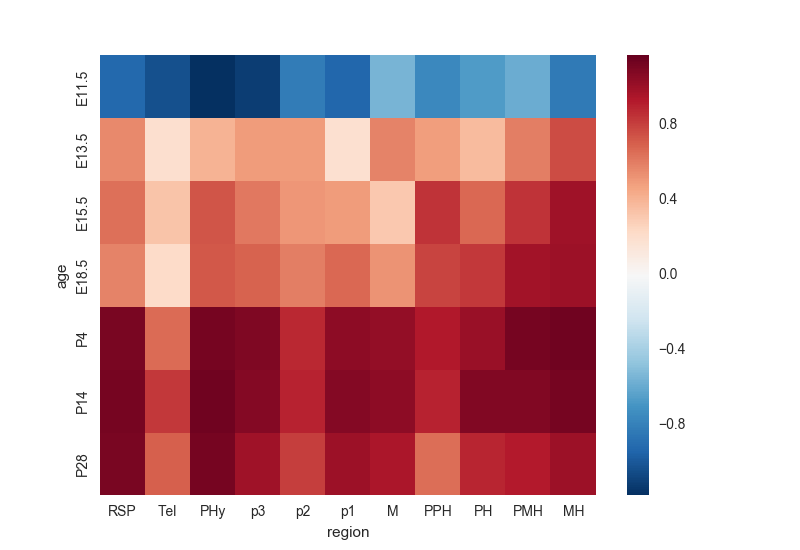 E11.5
E13.5
E15.5
E18.5
P4
P14
P28
age
RSP Tel PHy p3 p2 p1 M PPH PH PMH MH
region
0.8
0.4
0.0
−0.4
−0.8